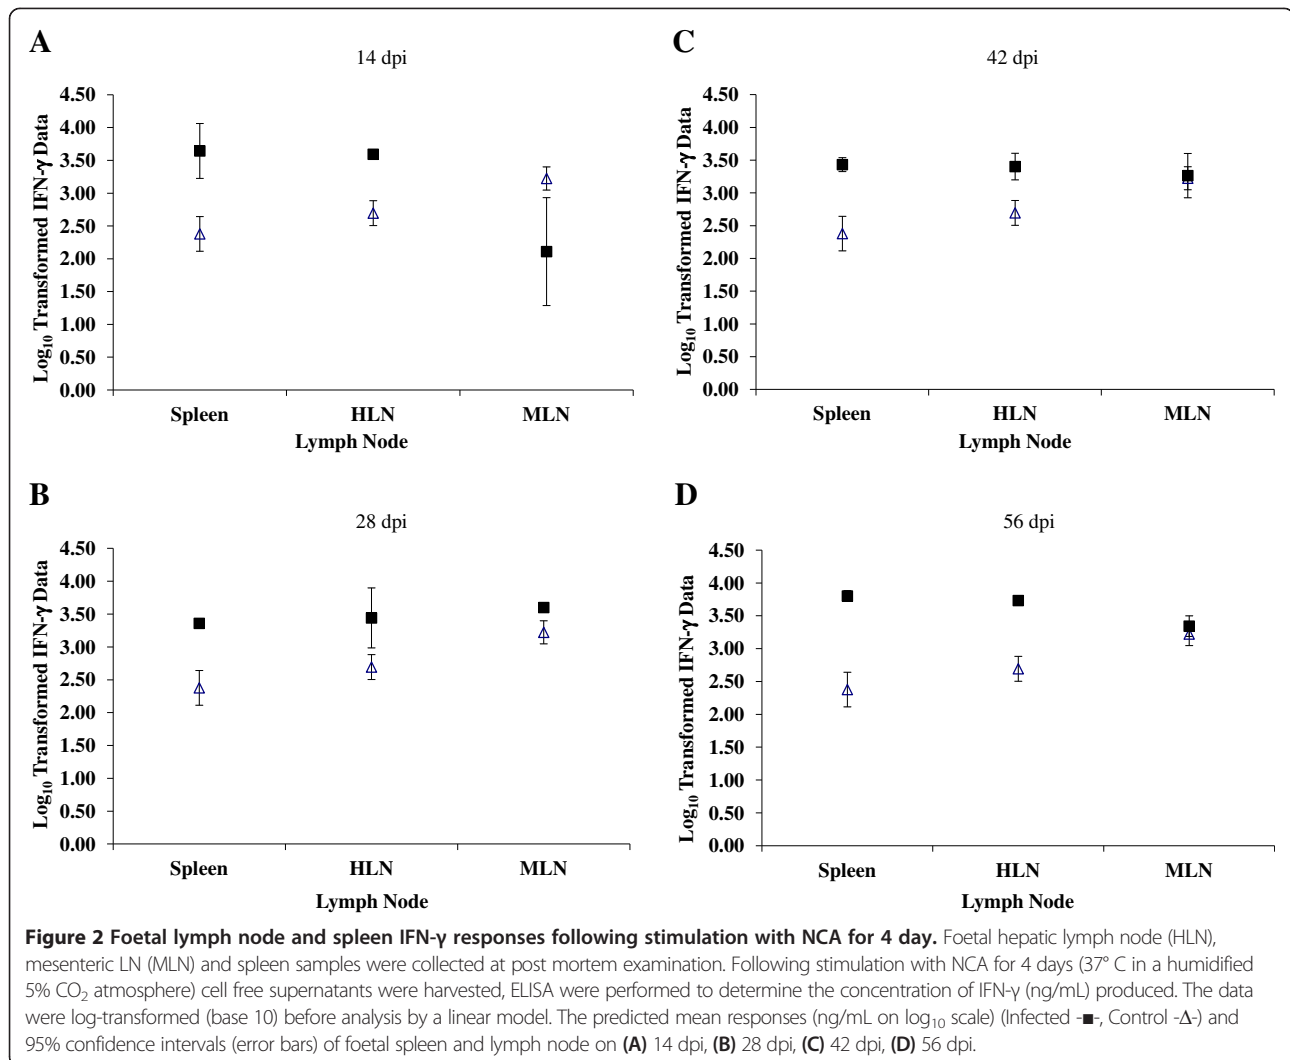 A
14 dpi
Log10 Transformed IFN-γ Data
4.50
4.00
3.50
3.00
2.50
2.00
1.50
1.00
0.50
0.00
Spleen HLN MLN
Lymph Node
B
28 dpi
Log10 Transformed IFN-γ Data
4.50
4.00
3.50
3.00
2.50
2.00
1.50
1.00
0.50
0.00
Spleen HLN MLN
Lymph Node
C
42 dpi
Log10 Transformed IFN-γ Data
4.50
4.00
3.50
3.00
2.50
2.00
1.50
1.00
0.50
0.00
Spleen HLN MLN
Lymph Node
D
56 dpi
Log10 Transformed IFN-γ Data
4.50
4.00
3.50
3.00
2.50
2.00
1.50
1.00
0.50
0.00
Spleen HLN MLN
Lymph Node
Figure 2 Foetal lymph node and spleen IFN-γ responses following stimulation with NCA for 4 day. Foetal hepatic lymph node (HLN),
mesenteric LN (MLN) and spleen samples were collected at post mortem examination. Following stimulation with NCA for 4 days (37° C in a humidified
5% CO2 atmosphere) cell free supernatants were harvested, ELISA were performed to determine the concentration of IFN-γ (ng/mL) produced. The data
were log-transformed (base 10) before analysis by a linear model. The predicted mean responses (ng/mL on log10 scale) (Infected -■-, Control -Δ-) and
95% confidence intervals (error bars) of foetal spleen and lymph node on (A) 14 dpi, (B) 28 dpi, (C) 42 dpi, (D) 56 dpi.